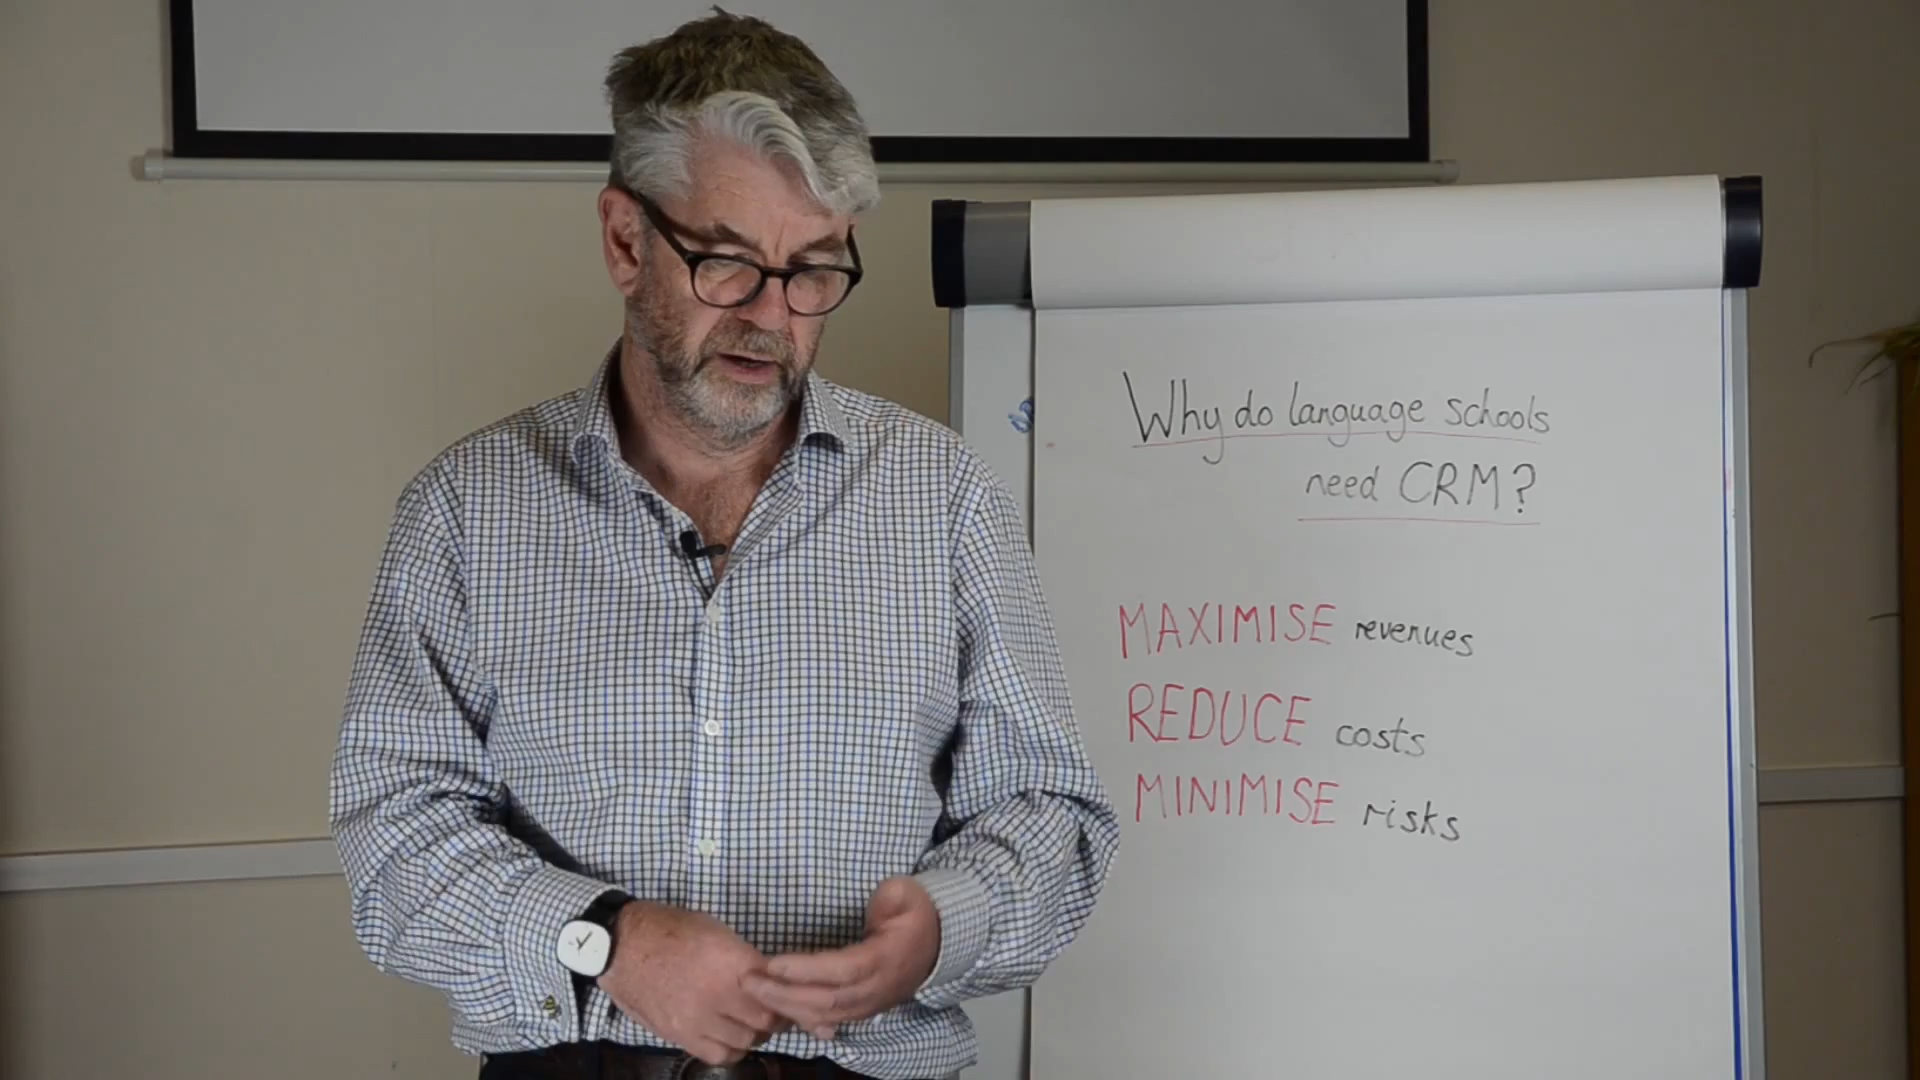 Why do language schools
need CRM?
MAXIMISE revenues
REDUCE costs
MINIMISE risks